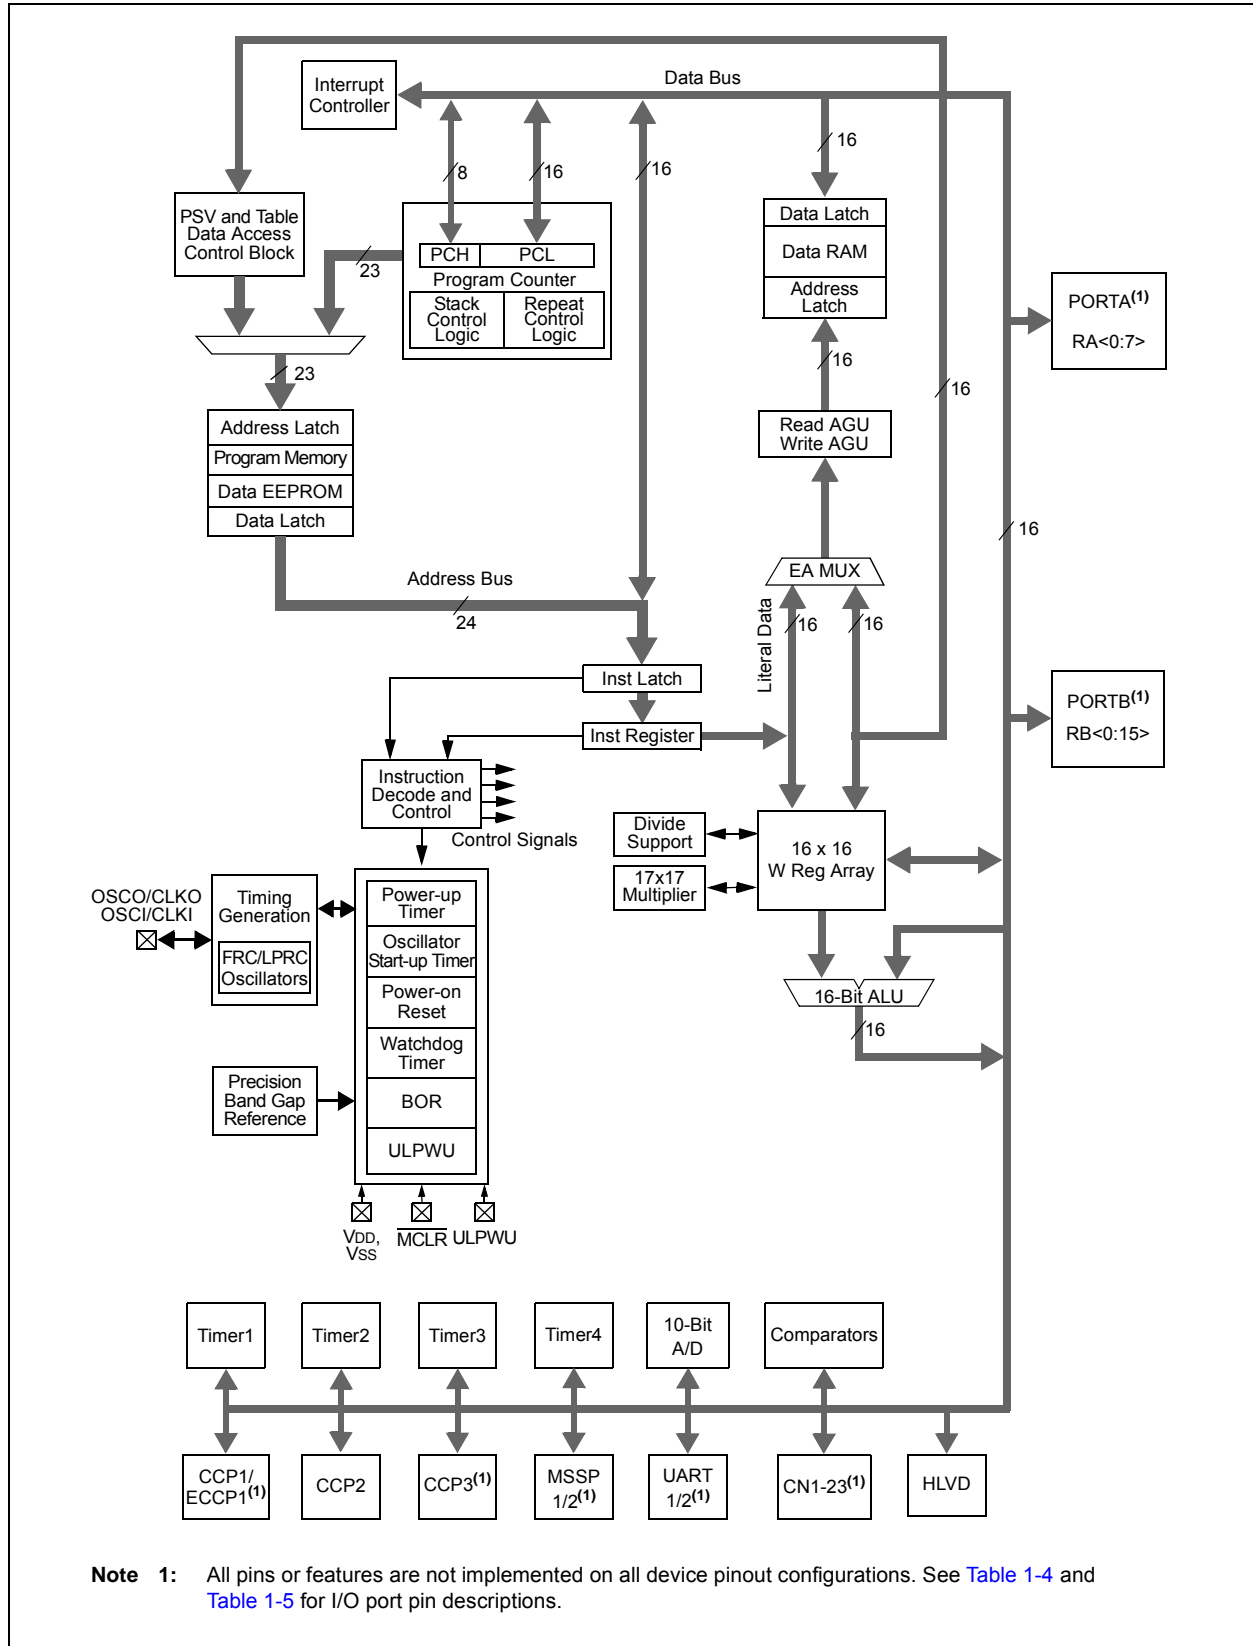 Data Bus
Interrupt
Controller
16
8
16
16
PSV and Table
Data Access
Control Block
23
PCH
PCL
Program Counter
Stack
Control
Logic
Repeat
Control
Logic
Data Latch
Data RAM
Address
Latch
PORTA(1)
RA<0:7>
16
16
23
Address Latch
Program Memory
Data EEPROM
Data Latch
Read AGU
Write AGU
16
EA MUX
Address Bus
24
Literal Data
16
16
Inst Latch
Inst Register
PORTB(1)
RB<0:15>
Instruction
Decode and
Control
Control Signals
Divide
Support
17x17
Multiplier
16 x 16
W Reg Array
OSCO/CLKO
OSCI/CLKI
Timing
Generation
FRC/LPRC
Oscillators
Power-up
Timer
Oscillator
Start-up Timer
Power-on
Reset
Watchdog
Timer
BOR
ULPWU
16-Bit ALU
16
Precision
Band Gap
Reference
VDD,
VSS
MCLR
ULPWU
Timer1
Timer2
Timer3
Timer4
10-Bit
A/D
Comparators
CCP1/
ECCP1(1)
CCP2
CCP3(1)
MSSP
1/2(1)
UART
1/2(1)
CN1-23(1)
HLVD
Note 1: All pins or features are not implemented on all device pinout configurations. See Table 1-4 and
Table 1-5 for I/O port pin descriptions.